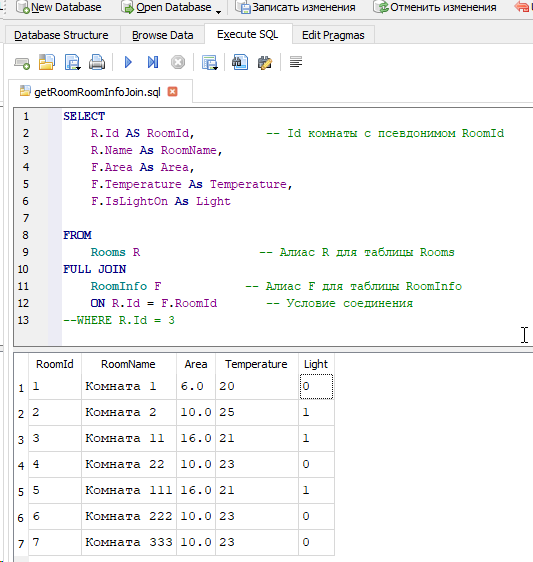 New Database Open Database Записать изменения Отменить изменения
Database Structure Browse Data Execute SQL Edit Pragmas
getRoomRoomInfoJoin.sql
1 SELECT
2 R.Id AS RoomId, -- Id комнаты с псевдонимом RoomId
3 R.Name As RoomName,
4 F.Area As Area,
5 F.Temperature As Temperature,
6 F.IsLightOn As Light
7
8 FROM
9 Rooms R -- Алиас R для таблицы Rooms
10 FULL JOIN
11 RoomInfo F -- Алиас F для таблицы RoomInfo
12 ON R.Id = F.RoomId -- Условие соединения
13 --WHERE R.Id = 3
RoomId RoomName Area Temperature Light
1 1 Комната 1 6.0 20 0
2 2 Комната 2 10.0 25 1
3 3 Комната 11 16.0 21 1
4 4 Комната 22 10.0 23 0
5 5 Комната 111 16.0 21 1
6 6 Комната 222 10.0 23 0
7 7 Комната 333 10.0 23 0